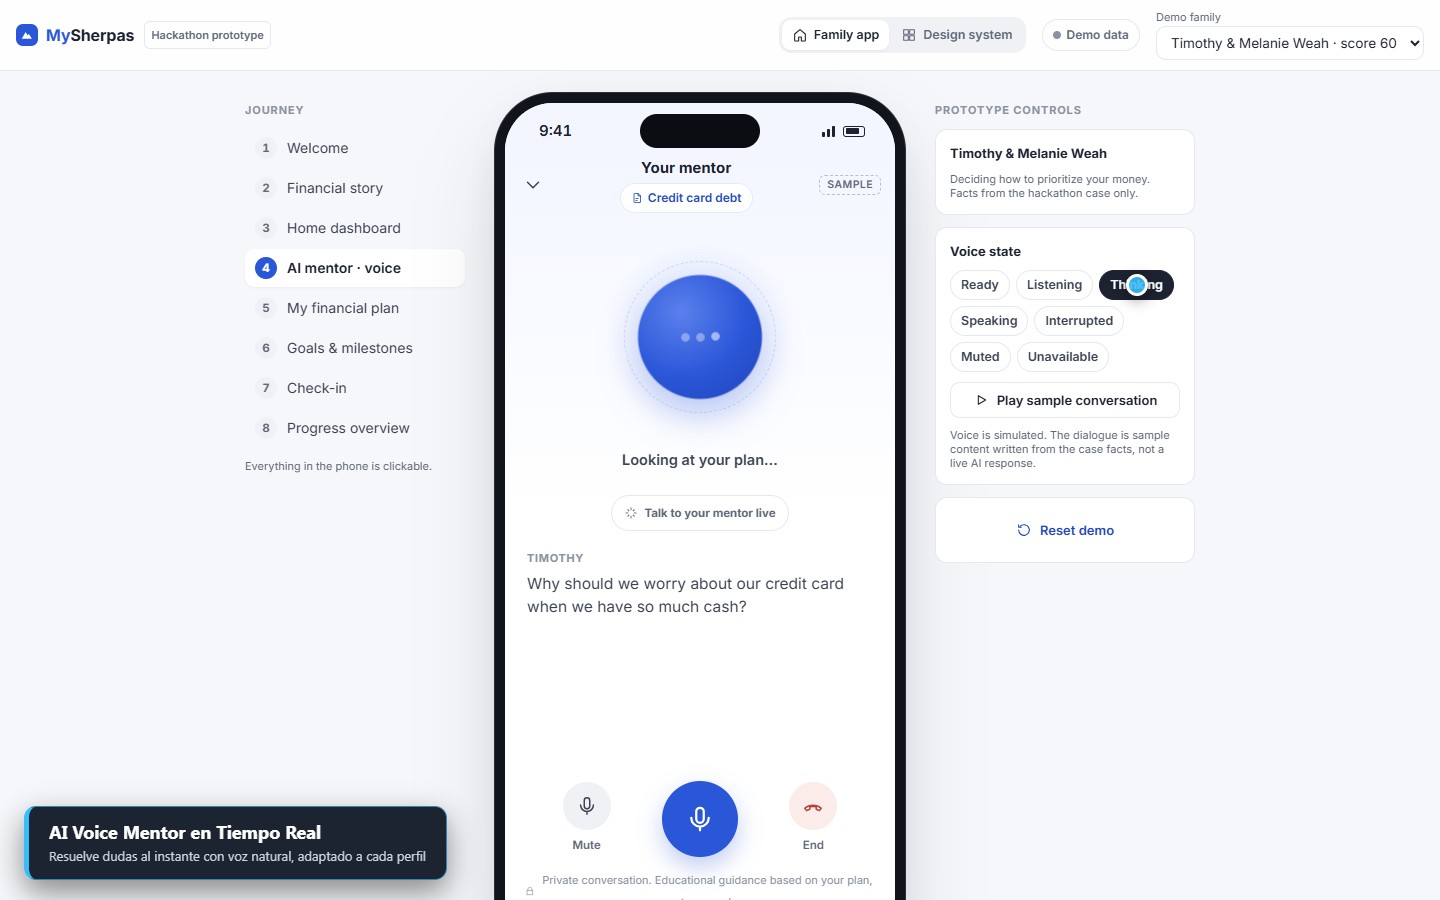 MySherpas
Hackathon prototype
Family app
Design system
Demo data
Demo family
Timothy & Melanie Weah · score 60
JOURNEY
1 Welcome
2 Financial story
3 Home dashboard
4 AI mentor · voice
5 My financial plan
6 Goals & milestones
7 Check-in
8 Progress overview
Everything in the phone is clickable.
9:41
Your mentor
Credit card debt
SAMPLE
Looking at your plan...
Talk to your mentor live
TIMOTHY
Why should we worry about our credit card
when we have so much cash?
Mute
End
Private conversation. Educational guidance based on your plan,
PROTOTYPE CONTROLS
Timothy & Melanie Weah
Deciding how to prioritize your money.
Facts from the hackathon case only.
Voice state
Ready
Listening
Speaking
Interrupted
Muted
Unavailable
Play sample conversation
Voice is simulated. The dialogue is sample
content written from the case facts, not a
live AI response.
Reset demo
AI Voice Mentor en Tiempo Real
Resuelve dudas al instante con voz natural, adaptado a cada perfil